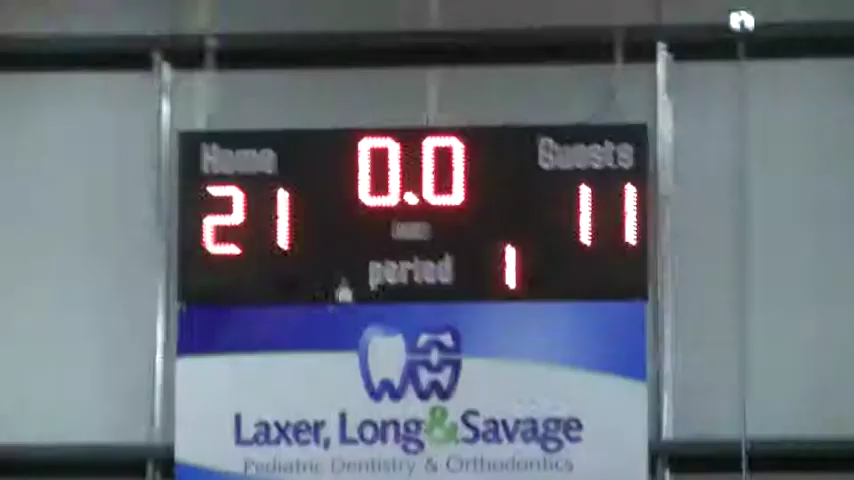 Home 0.0 Guests
21 11
period 1
Laxer, Long & Savage
Pediatric Dentistry & Orthodontics